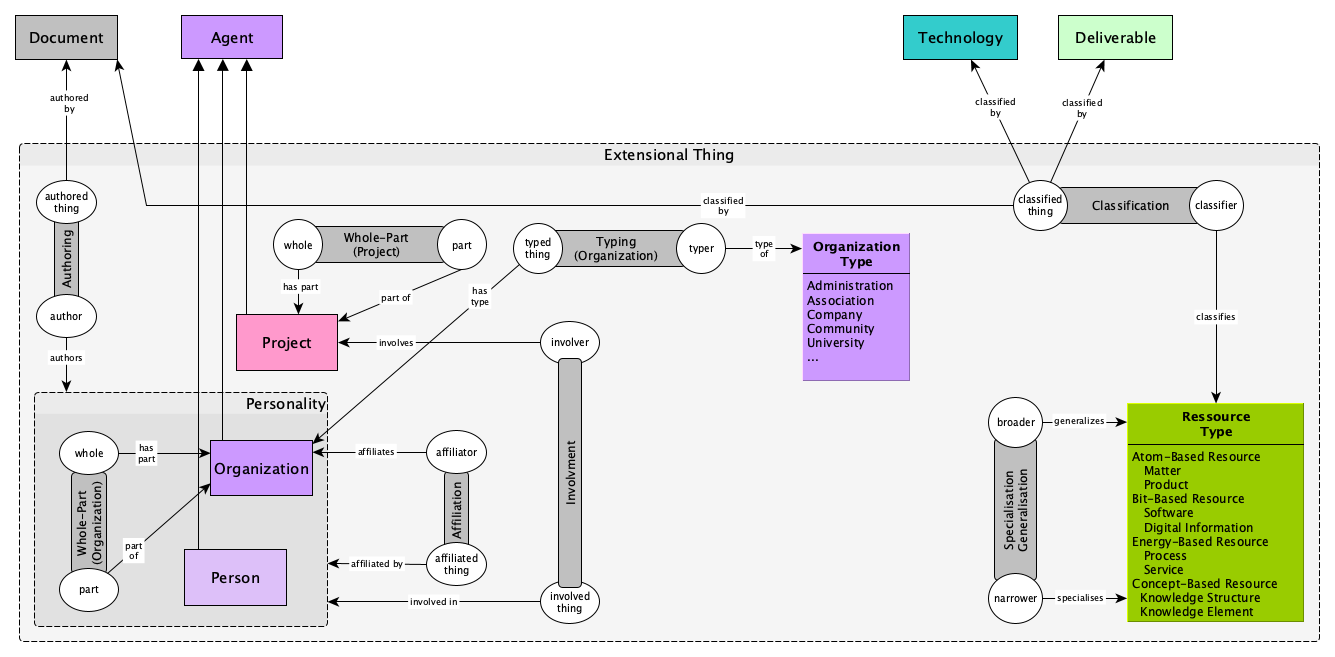 Document
Agent
Technology
Deliverable
authored
by
classified
by
classified
by
Extensional Thing
authored
thing
Authoring
author
authors
classified
by
classified
thing
Classification
classifier
whole
Whole-Part
(Project)
part
has part
part of
typed
thing
Typing
(Organization)
typer
type
of
has
type
Organization
Type
Administration
Association
Company
Community
University
...
Project
involves
involver
Involvment
involved
thing
involved in
classifies
Personality
whole
has
part
Whole-Part
(Organization)
part
of
part
Organization
Person
affiliates
affiliator
Affiliation
affiliated
thing
affiliated by
broader
generalizes
Specialisation
Generalisation
narrower
specialises
Ressource
Type
Atom-Based Resource
Matter
Product
Bit-Based Resource
Software
Digital Information
Energy-Based Resource
Process
Service
Concept-Based Resource
Knowledge Structure
Knowledge Element